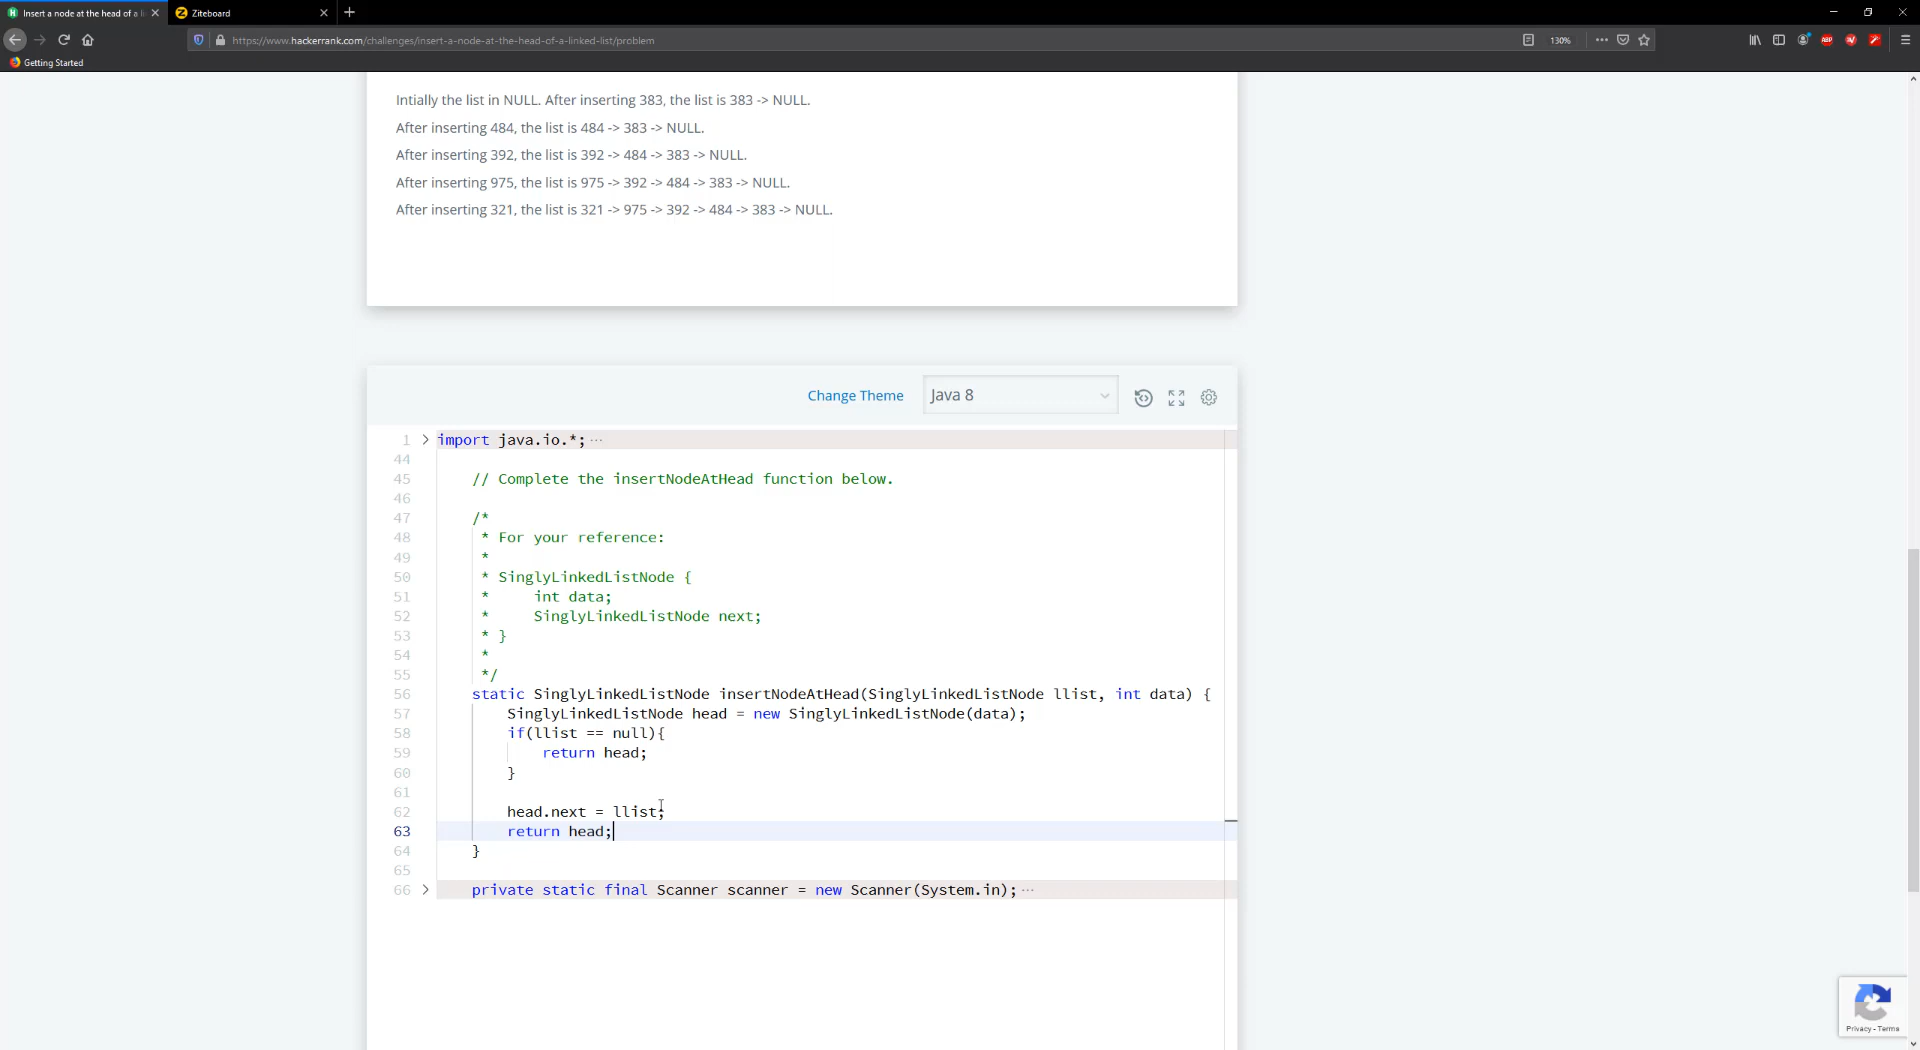 Insert a node at the head of a li
Ziteboard
https://www.hackerrank.com/challenges/insert-a-node-at-the-head-of-a-linked-list/problem
130%
ABP
Getting Started
Intially the list in NULL. After inserting 383, the list is 383 -> NULL.
After inserting 484, the list is 484 -> 383 -> NULL.
After inserting 392, the list is 392 -> 484 -> 383 -> NULL.
After inserting 975, the list is 975 -> 392 -> 484 -> 383 -> NULL.
After inserting 321, the list is 321 -> 975 -> 392 -> 484 -> 383 -> NULL.
Change Theme
Java 8
1 import java.io.*; ...
44
45 // Complete the insertNodeAtHead function below.
46
47 /*
48 * For your reference:
49 *
50 * SinglyLinkedListNode {
51 * int data;
52 * SinglyLinkedListNode next;
53 * }
54 *
55 */
56 static SinglyLinkedListNode insertNodeAtHead(SinglyLinkedListNode llist, int data) {
57 SinglyLinkedListNode head = new SinglyLinkedListNode(data);
58 if(llist == null){
59 return head;
60 }
61
62 head.next = llist;
63 return head;
64 }
65
66 private static final Scanner scanner = new Scanner(System.in); ...
Privacy - Terms